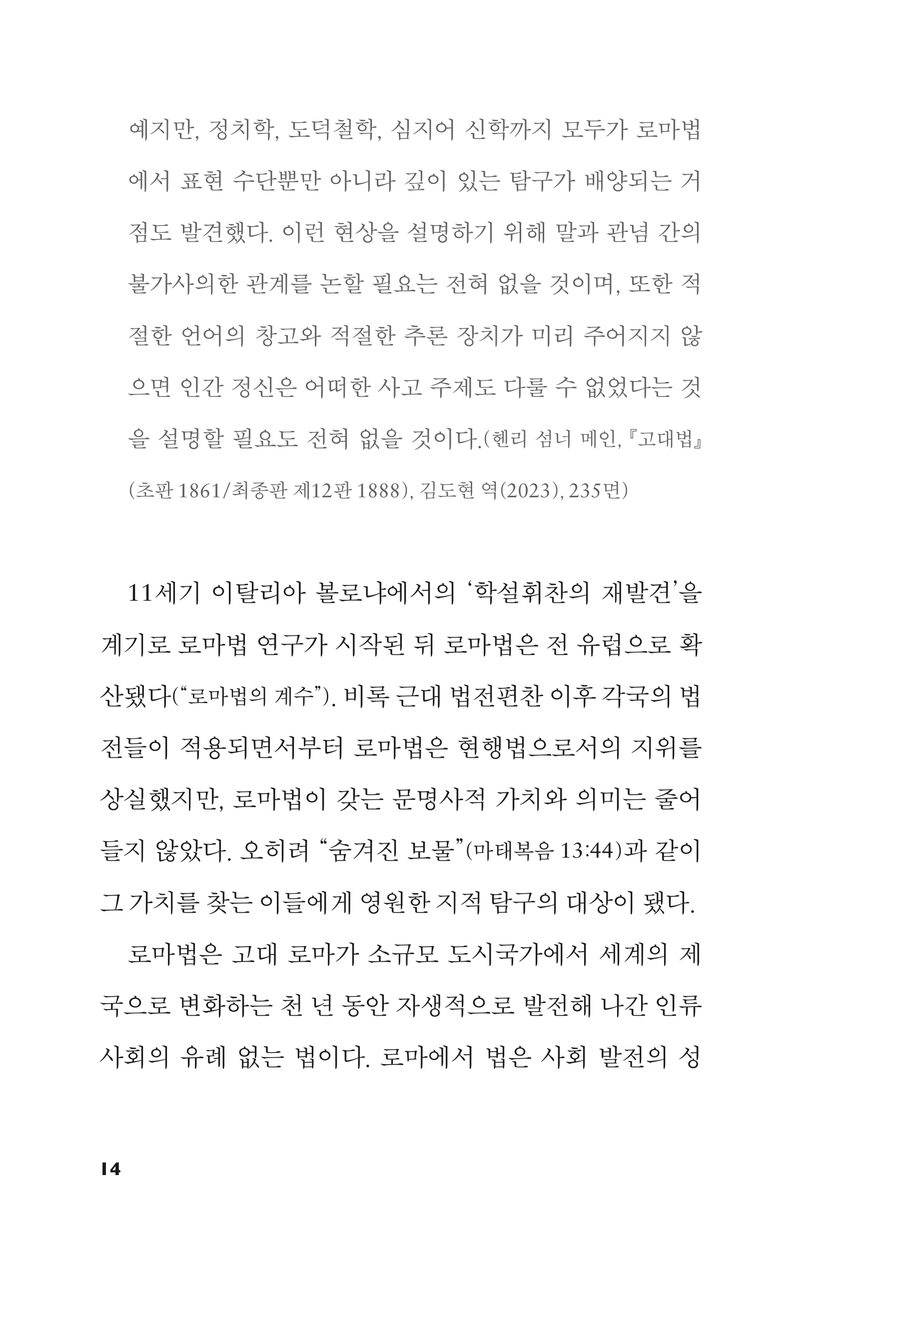 예지만, 정치학, 도덕철학, 심지어 신학까지 모두가 로마법
에서 표현 수단뿐만 아니라 깊이 있는 탐구가 배양되는 거
점도 발견했다. 이런 현상을 설명하기 위해 말과 관념 간의
불가사의한 관계를 논할 필요는 전혀 없을 것이며, 또한 적
절한 언어의 창고와 적절한 추론 장치가 미리 주어지지 않
으면 인간 정신은 어떠한 사고 주제도 다룰 수 없었다는 것
을 설명할 필요도 전혀 없을 것이다.(헨리 섬너 메인, 『고대법』
(초판 1861/최종판 제12판 1888), 김도현 역(2023), 235면)
11세기 이탈리아 볼로냐에서의 ‘학설휘찬의 재발견’을
계기로 로마법 연구가 시작된 뒤 로마법은 전 유럽으로 확
산됐다(“로마법의 계수”). 비록 근대 법전편찬 이후 각국의 법
전들이 적용되면서부터 로마법은 현행법으로서의 지위를
상실했지만, 로마법이 갖는 문명사적 가치와 의미는 줄어
들지 않았다. 오히려 “숨겨진 보물”(마태복음 13:44)과 같이
그 가치를 찾는 이들에게 영원한 지적 탐구의 대상이 됐다.
로마법은 고대 로마가 소규모 도시국가에서 세계의 제
국으로 변화하는 천 년 동안 자생적으로 발전해 나간 인류
사회의 유례 없는 법이다. 로마에서 법은 사회 발전의 성
14